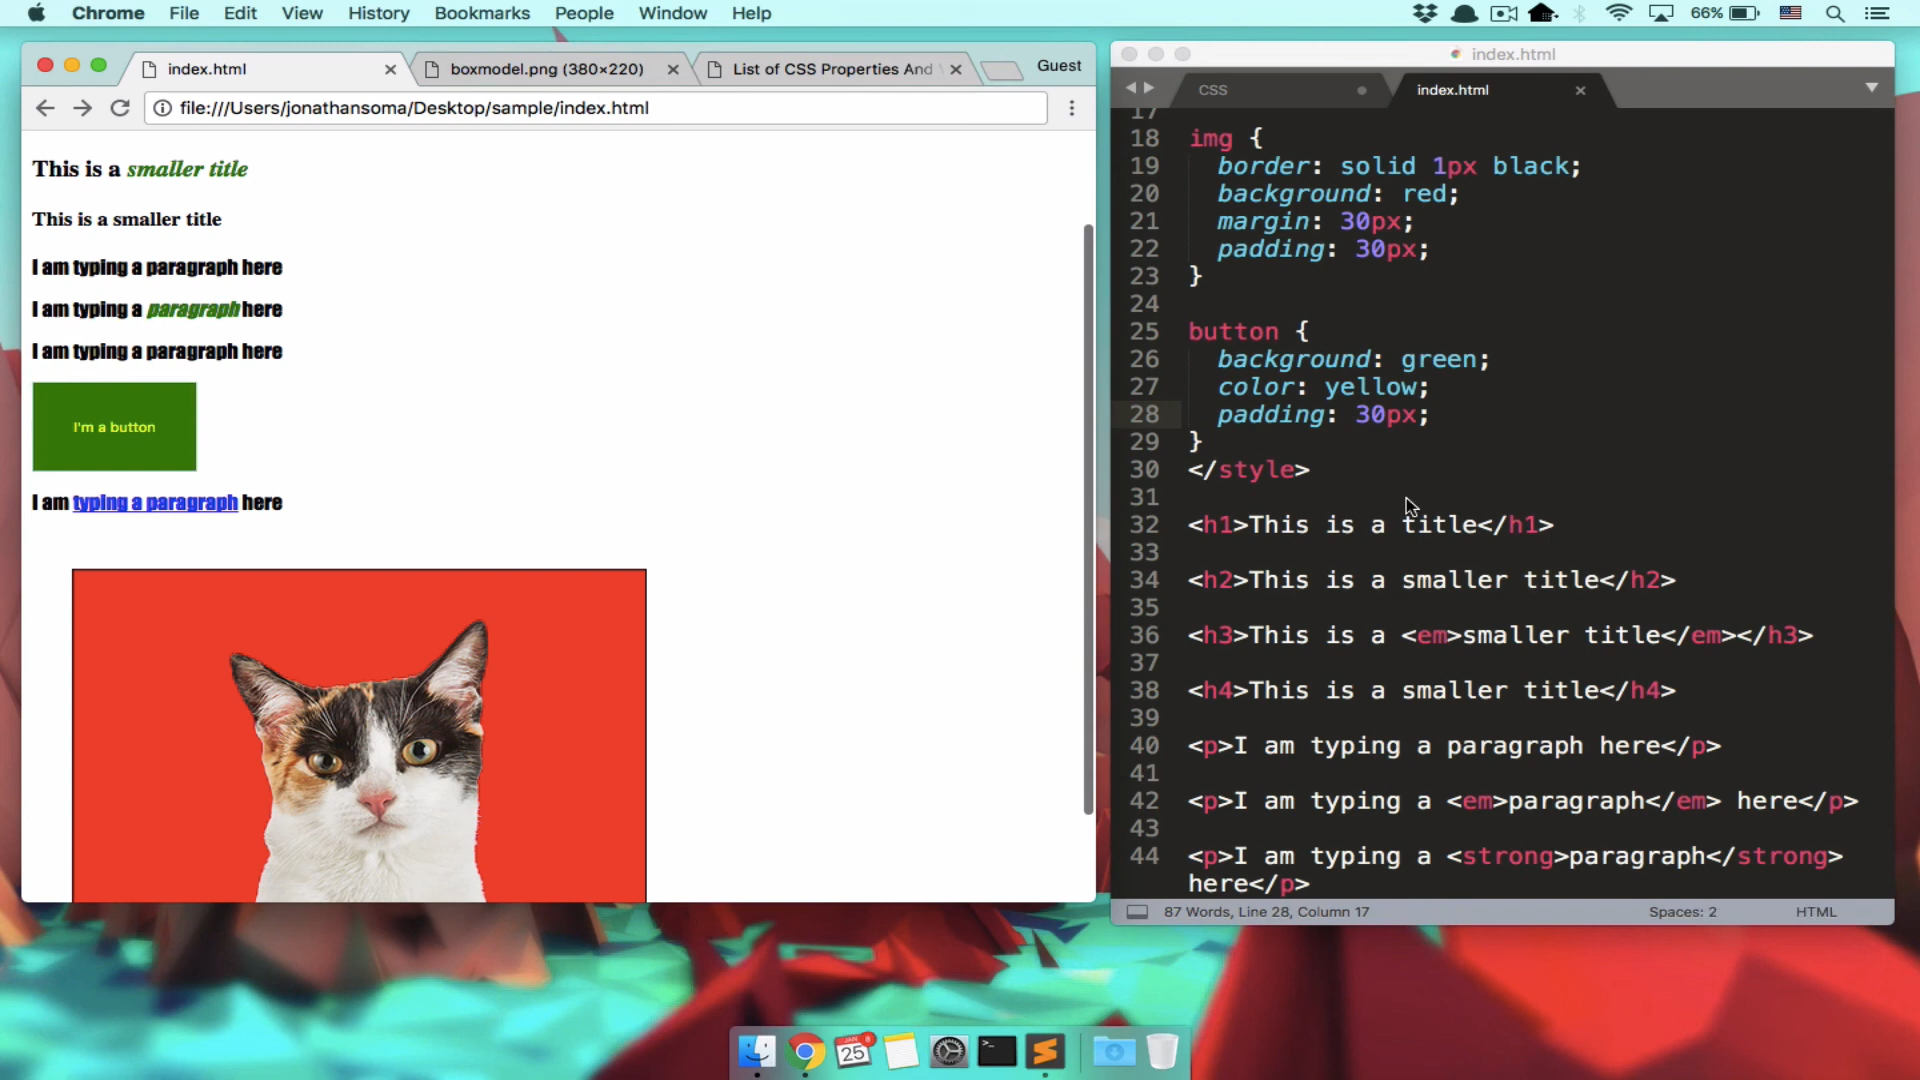 Chrome File Edit View History Bookmarks People Window Help 66%
index.html
boxmodel.png (380×220)
List of CSS Properties And
Guest
file:///Users/jonathansoma/Desktop/sample/index.html
This is a smaller title
This is a smaller title
I am typing a paragraph here
I am typing a paragraph here
I am typing a paragraph here
I'm a button
I am typing a paragraph here
index.html
CSS
index.html
17
18 img {
19 border: solid 1px black;
20 background: red;
21 margin: 30px;
22 padding: 30px;
23 }
24
25 button {
26 background: green;
27 color: yellow;
28 padding: 30px;
29 }
30 </style>
31
32 <h1>This is a title</h1>
33
34 <h2>This is a smaller title</h2>
35
36 <h3>This is a <em>smaller title</em></h3>
37
38 <h4>This is a smaller title</h4>
39
40 <p>I am typing a paragraph here</p>
41
42 <p>I am typing a <em>paragraph</em> here</p>
43
44 <p>I am typing a <strong>paragraph</strong>
here</p>
87 Words, Line 28, Column 17
Spaces: 2
HTML
JAN
25
8